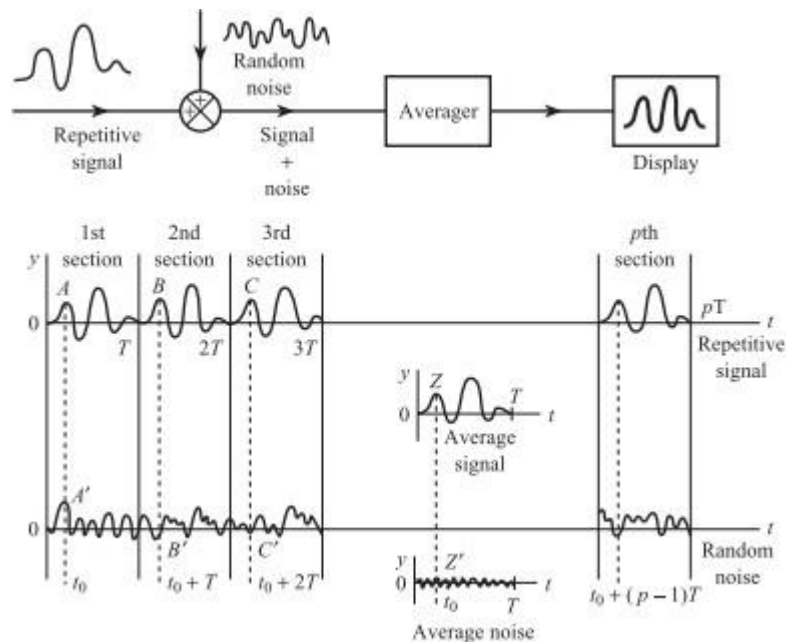 Random
noise
+
+
Repetitive
signal
Signal
+
noise
Averager
Display
1st
section
2nd
section
3rd
section
pth
section
y
A
B
C
0
T
2T
3T
pT
t
Repetitive
signal
y
Z
T
0
t
Average
signal
A′
0
B′
C′
t
Random
noise
t₀
t₀ + T
t₀ + 2T
y
Z′
0
t₀
T
t
t₀ + (p − 1)T
Average noise